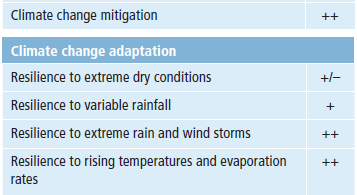 Climate change mitigation ++
Climate change adaptation
Resilience to extreme dry conditions +/–
Resilience to variable rainfall +
Resilience to extreme rain and wind storms ++
Resilience to rising temperatures and evaporation ++
rates